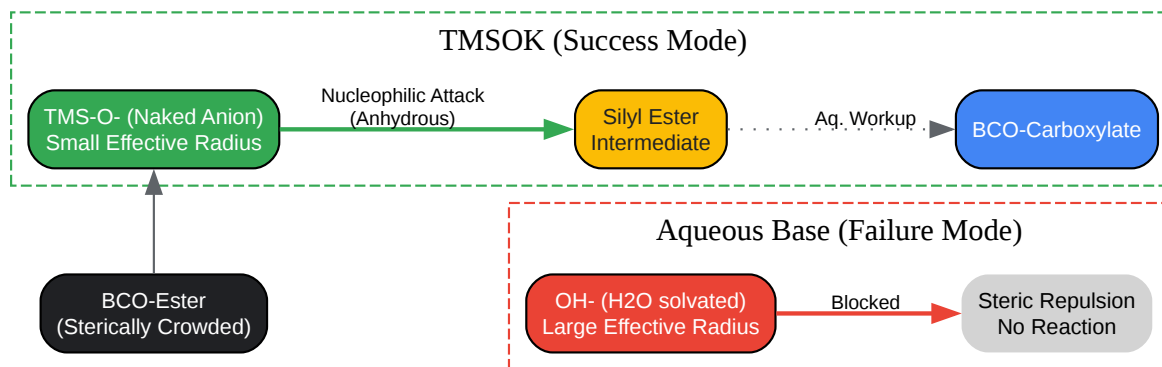 TMSOK (Success Mode)
TMS-O- (Naked Anion)
Small Effective Radius
Nucleophilic Attack
(Anhydrous)
Silyl Ester
Intermediate
Aq. Workup
BCO-Carboxylate
Aqueous Base (Failure Mode)
BCO-Ester
(Sterically Crowded)
OH- (H2O solvated)
Large Effective Radius
Blocked
Steric Repulsion
No Reaction